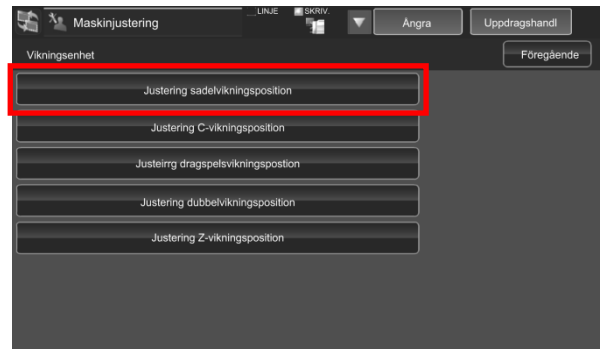 LINJE SKRIV.
Maskinjustering Ångra Uppdragshandl
Vikningsenhet Föregående
Justering sadelvikningsposition
Justering C-vikningsposition
Justeirrg dragspelsvikningspostion
Justering dubbelvikningsposition
Justering Z-vikningsposition